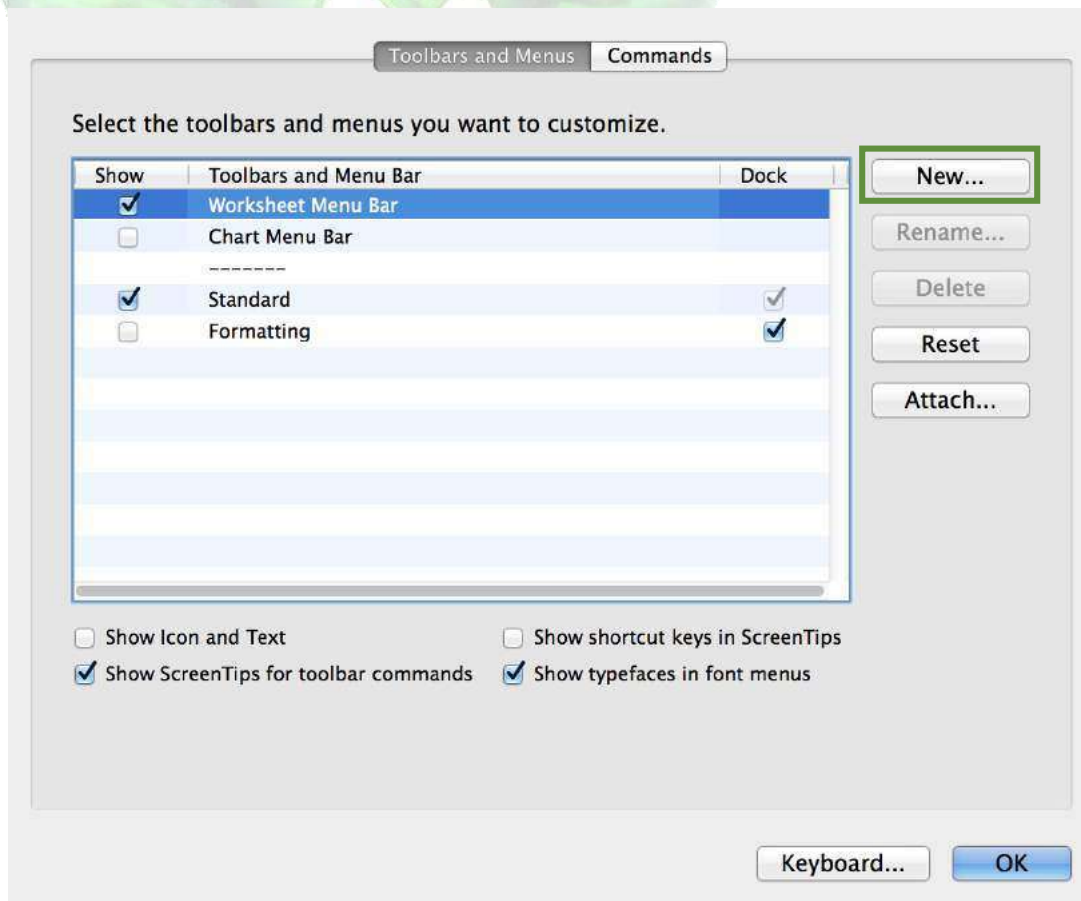 Toolbars and Menus Commands
Select the toolbars and menus you want to customize.
Show Toolbars and Menu Bar Dock
Worksheet Menu Bar
Chart Menu Bar
-------
Standard
Formatting
New...
Rename...
Delete
Reset
Attach...
Show Icon and Text Show shortcut keys in ScreenTips
Show ScreenTips for toolbar commands Show typefaces in font menus
Keyboard... OK